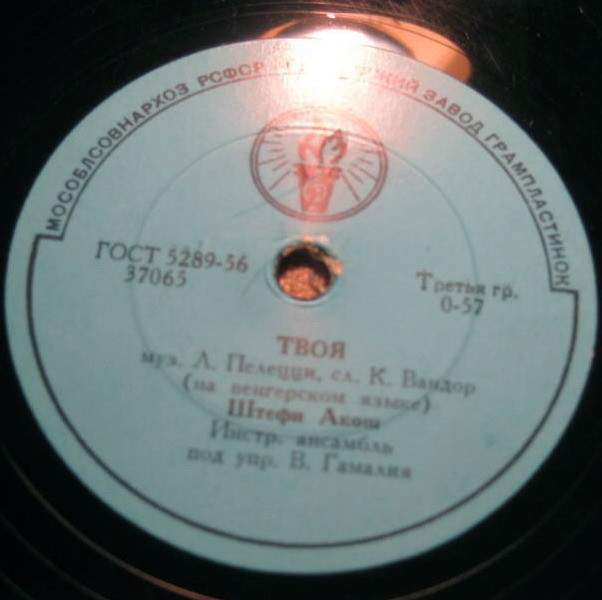 МОСОБЛСОВНАРХОЗ РСФСР ЗАВОД ГРАМПЛАСТИНОК
ГОСТ 5289-56
37065
Третья гр.
0-57
ТВОЯ
муз. Л. Пелецци, сл. К. Вандор
(на венгерском языке)
Штефи Акош
Инстр. ансамбль
под упр. В. Гамалия